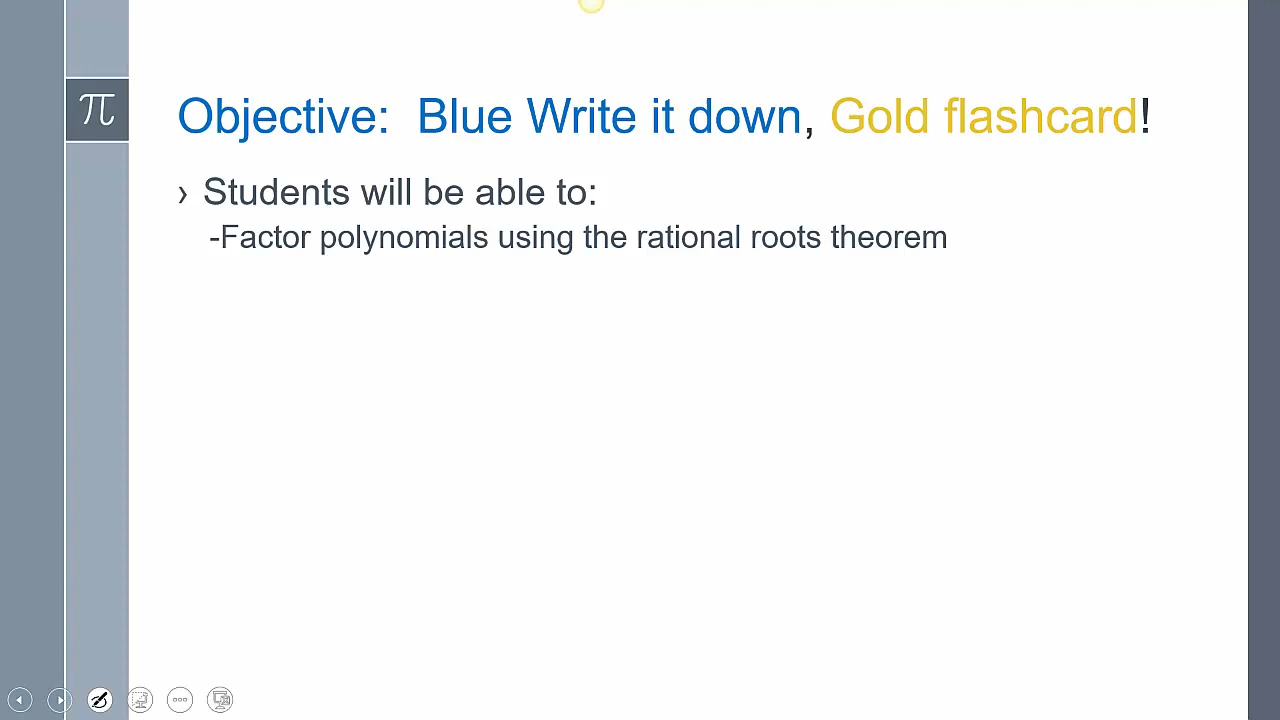 π
Objective:  Blue Write it down, Gold flashcard!
› Students will be able to:
-Factor polynomials using the rational roots theorem